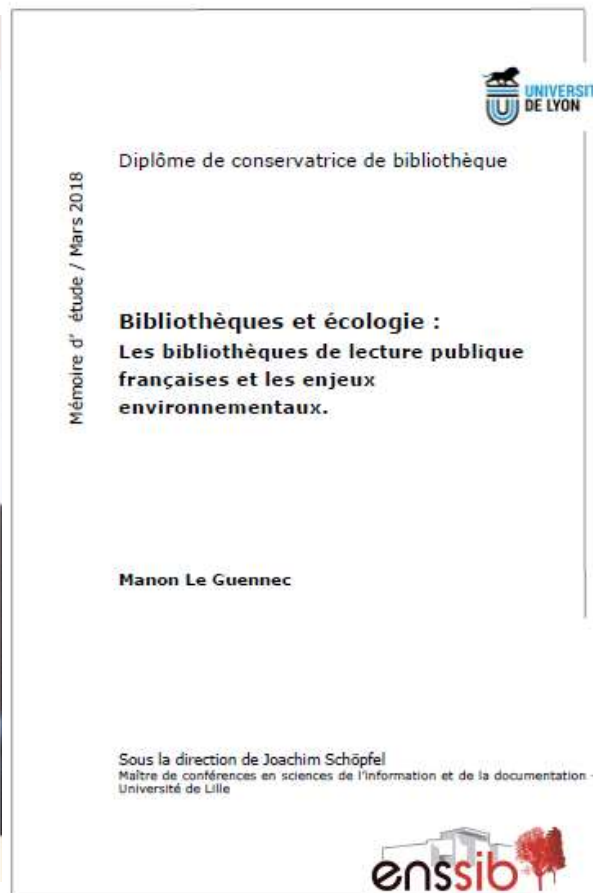 UNIVERSIT
DE LYON
Diplôme de conservatrice de bibliothèque
Mémoire d' étude / Mars 2018
Bibliothèques et écologie :
Les bibliothèques de lecture publique
françaises et les enjeux
environnementaux.
Manon Le Guennec
Sous la direction de Joachim Schöpfel
Maître de conférences en sciences de l'information et de la documentation -
Université de Lille
enssib